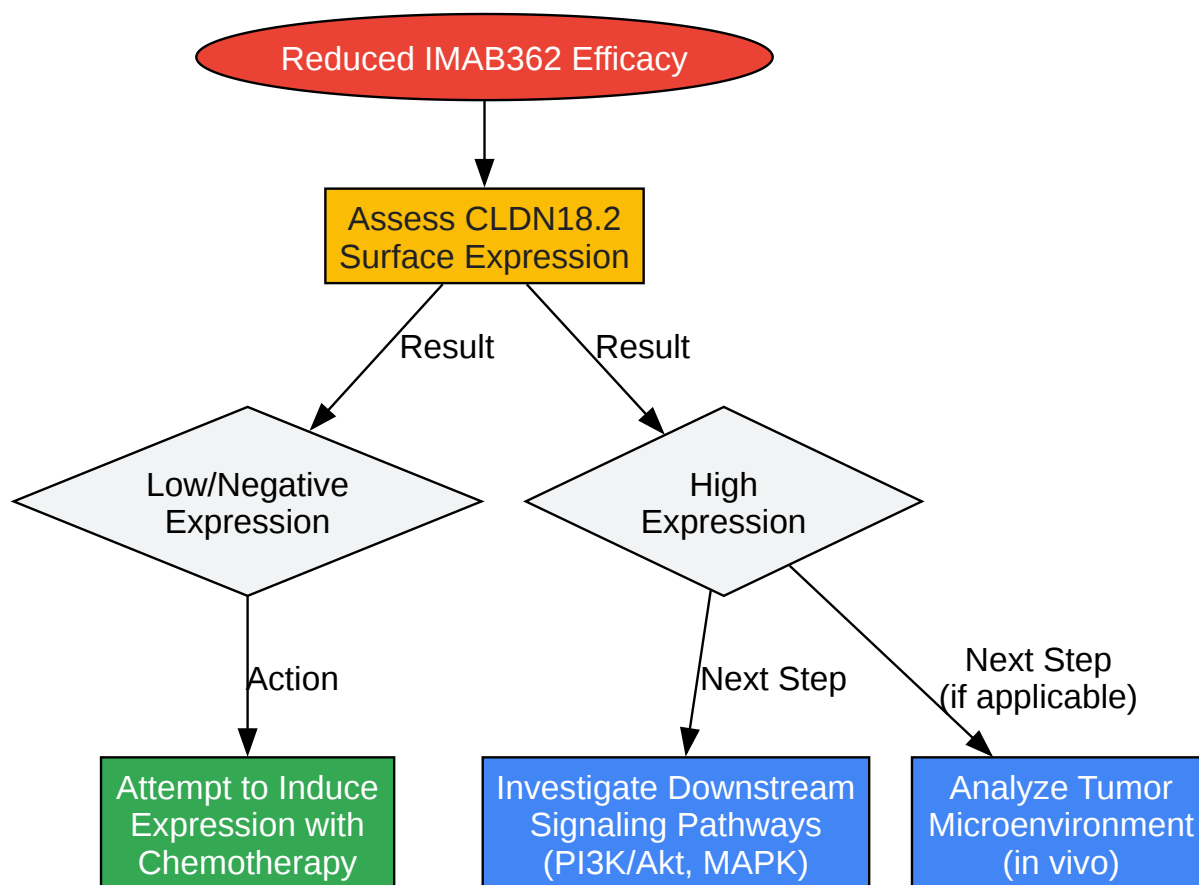 Reduced IMAB362 Efficacy
Assess CLDN18.2
Surface Expression
Result
Result
Low/Negative
Expression
High
Expression
Action
Next Step
Next Step
(if applicable)
Attempt to Induce
Expression with
Chemotherapy
Investigate Downstream
Signaling Pathways
(PI3K/Akt, MAPK)
Analyze Tumor
Microenvironment
(in vivo)